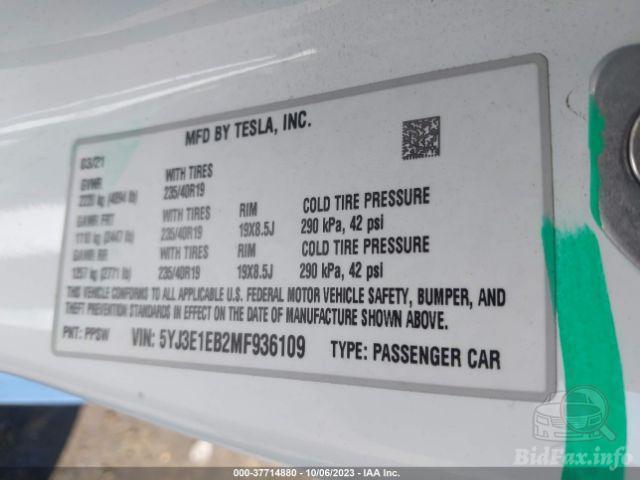 MFD BY TESLA, INC.
03/21
GVWR
2220 kg (4894 lb)
WITH TIRES
235/40R19
GAWR FRT
1110 kg (2447 lb)
WITH TIRES
235/40R19
RIM
19X8.5J
COLD TIRE PRESSURE
290 kPa, 42 psi
GAWR RR
1257 kg (2771 lb)
WITH TIRES
235/40R19
RIM
19X8.5J
COLD TIRE PRESSURE
290 kPa, 42 psi
THIS VEHICLE CONFORMS TO ALL APPLICABLE U.S. FEDERAL MOTOR VEHICLE SAFETY, BUMPER, AND
THEFT PREVENTION STANDARDS IN EFFECT ON THE DATE OF MANUFACTURE SHOWN ABOVE.
PNT: PPSW VIN: 5YJ3E1EB2MF936109 TYPE: PASSENGER CAR
BidFax.info
000-37714880 - 10/06/2023 - IAA Inc.